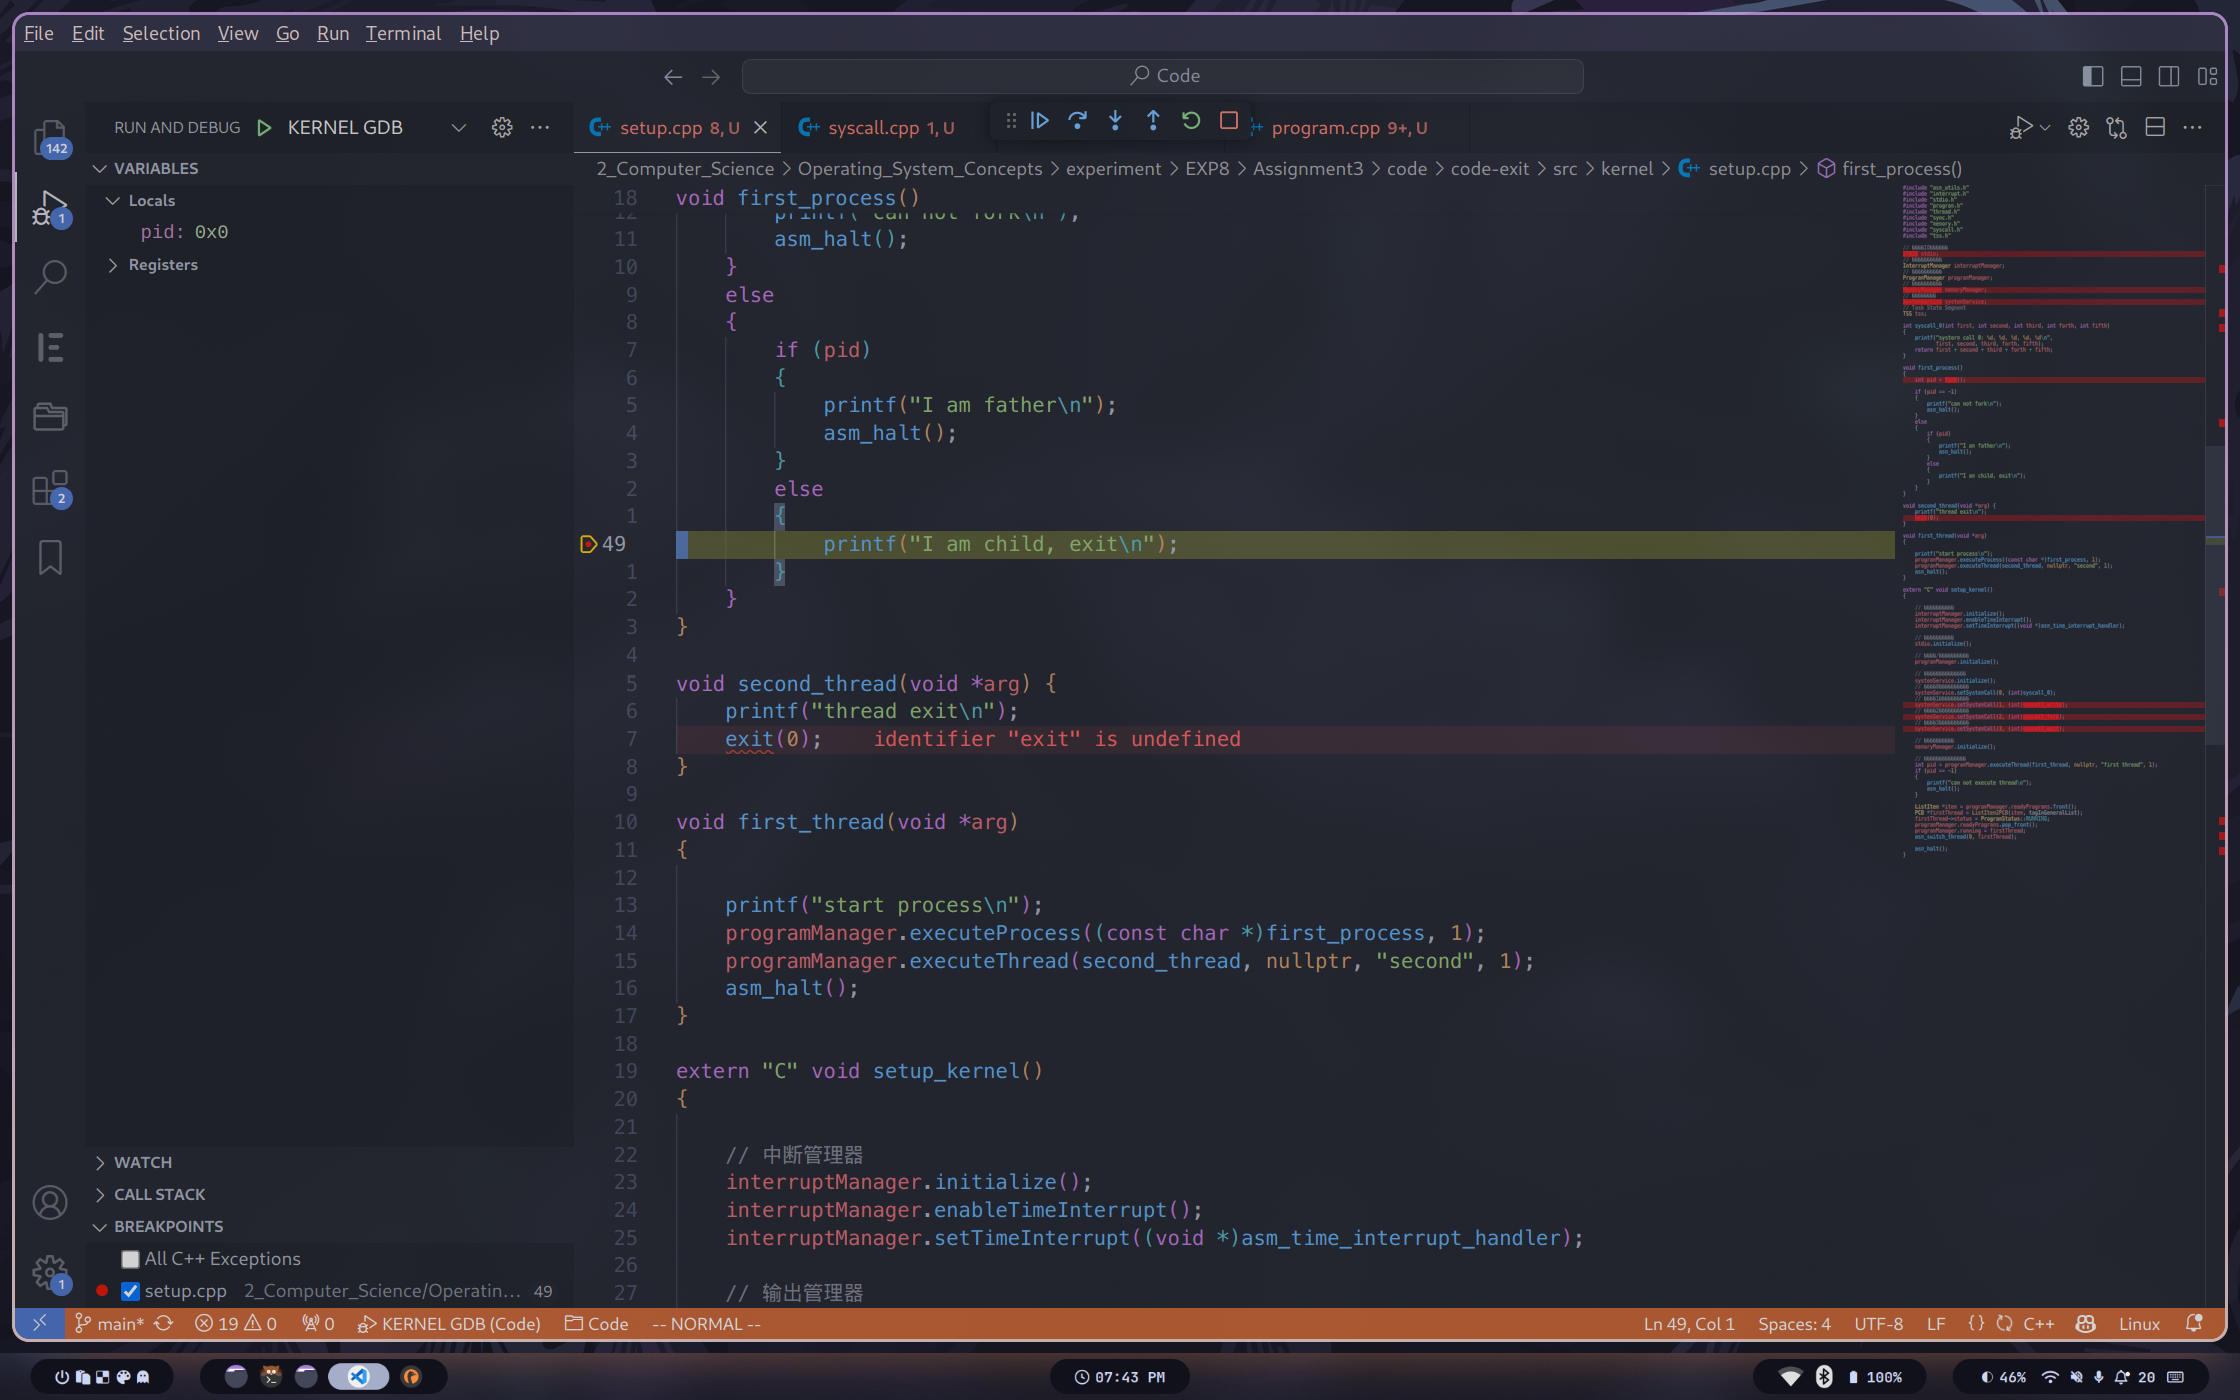 File Edit Selection View Go Run Terminal Help
Code
142
1
2
1
RUN AND DEBUG KERNEL GDB
VARIABLES
Locals
pid: 0x0
Registers
WATCH
CALL STACK
BREAKPOINTS
All C++ Exceptions
setup.cpp 2_Computer_Science/Operatin... 49
setup.cpp 8, U
syscall.cpp 1, U
program.cpp 9+, U
2_Computer_Science > Operating_System_Concepts > experiment > EXP8 > Assignment3 > code > code-exit > src > kernel > setup.cpp > first_process()
18 void first_process()
12 printf("can not fork\n");
11 asm_halt();
10 }
9 else
8 {
7 if (pid)
6 {
5 printf("I am father\n");
4 asm_halt();
3 }
2 else
1 {
49 printf("I am child, exit\n");
1 }
2 }
3 }
4
5 void second_thread(void *arg) {
6 printf("thread exit\n");
7 exit(0); identifier "exit" is undefined
8 }
9
10 void first_thread(void *arg)
11 {
12
13 printf("start process\n");
14 programManager.executeProcess((const char *)first_process, 1);
15 programManager.executeThread(second_thread, nullptr, "second", 1);
16 asm_halt();
17 }
18
19 extern "C" void setup_kernel()
20 {
21
22 // 中断管理器
23 interruptManager.initialize();
24 interruptManager.enableTimeInterrupt();
25 interruptManager.setTimeInterrupt((void *)asm_time_interrupt_handler);
26
27 // 输出管理器
main* 19 0 0 KERNEL GDB (Code) Code -- NORMAL -- Ln 49, Col 1 Spaces: 4 UTF-8 LF {} C++ Linux
07:43 PM 100% 46% 20